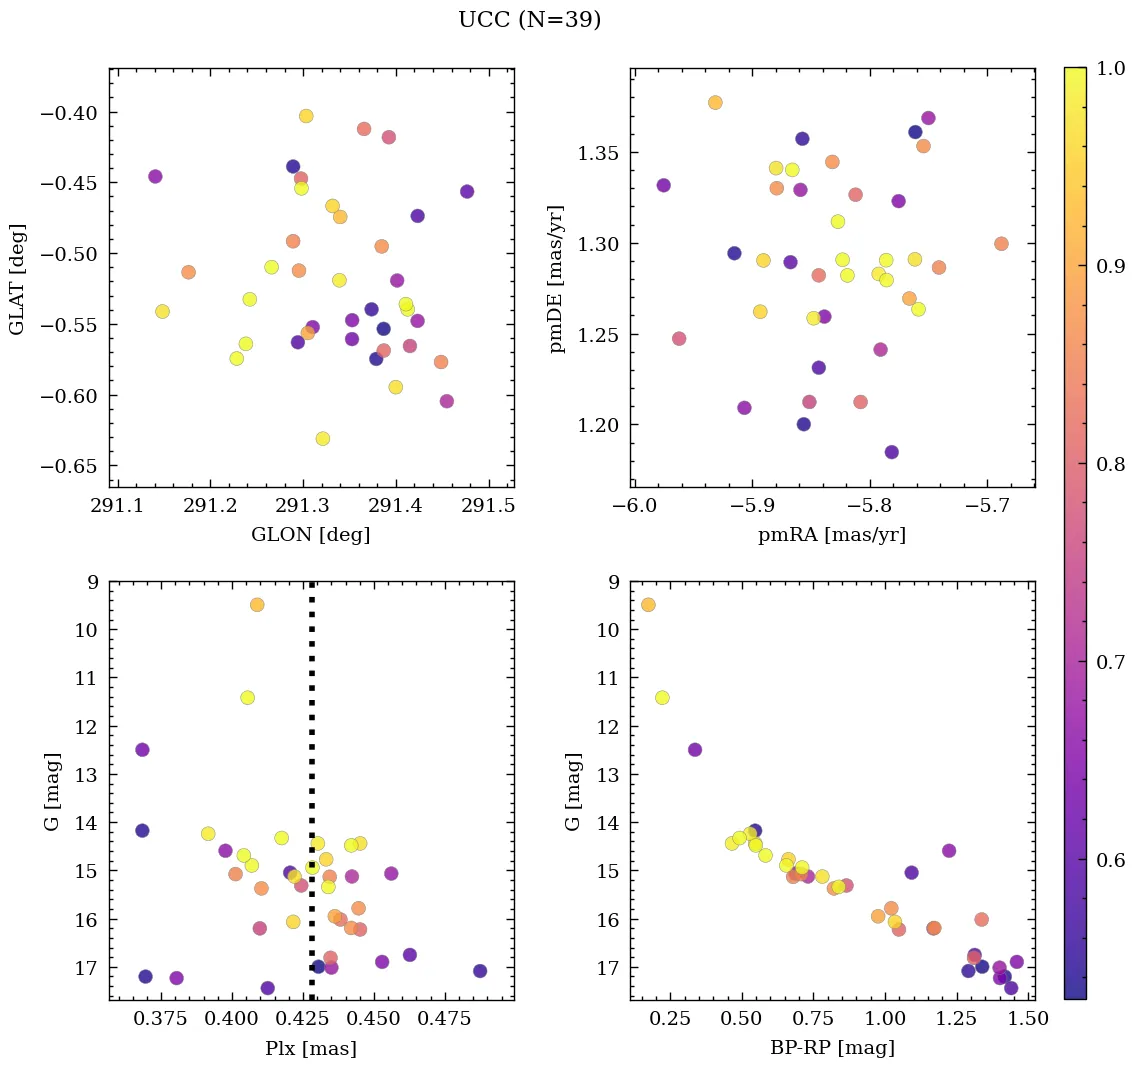 UCC (N=39)
−0.40
−0.45
−0.50
−0.55
−0.60
−0.65
GLAT [deg]
291.1 291.2 291.3 291.4 291.5
GLON [deg]
1.35
1.30
1.25
1.20
pmDE [mas/yr]
−6.0 −5.9 −5.8 −5.7
pmRA [mas/yr]
9
10
11
12
13
14
15
16
17
G [mag]
0.375 0.400 0.425 0.450 0.475
Plx [mas]
9
10
11
12
13
14
15
16
17
G [mag]
0.25 0.50 0.75 1.00 1.25 1.50
BP-RP [mag]
1.0
0.9
0.8
0.7
0.6